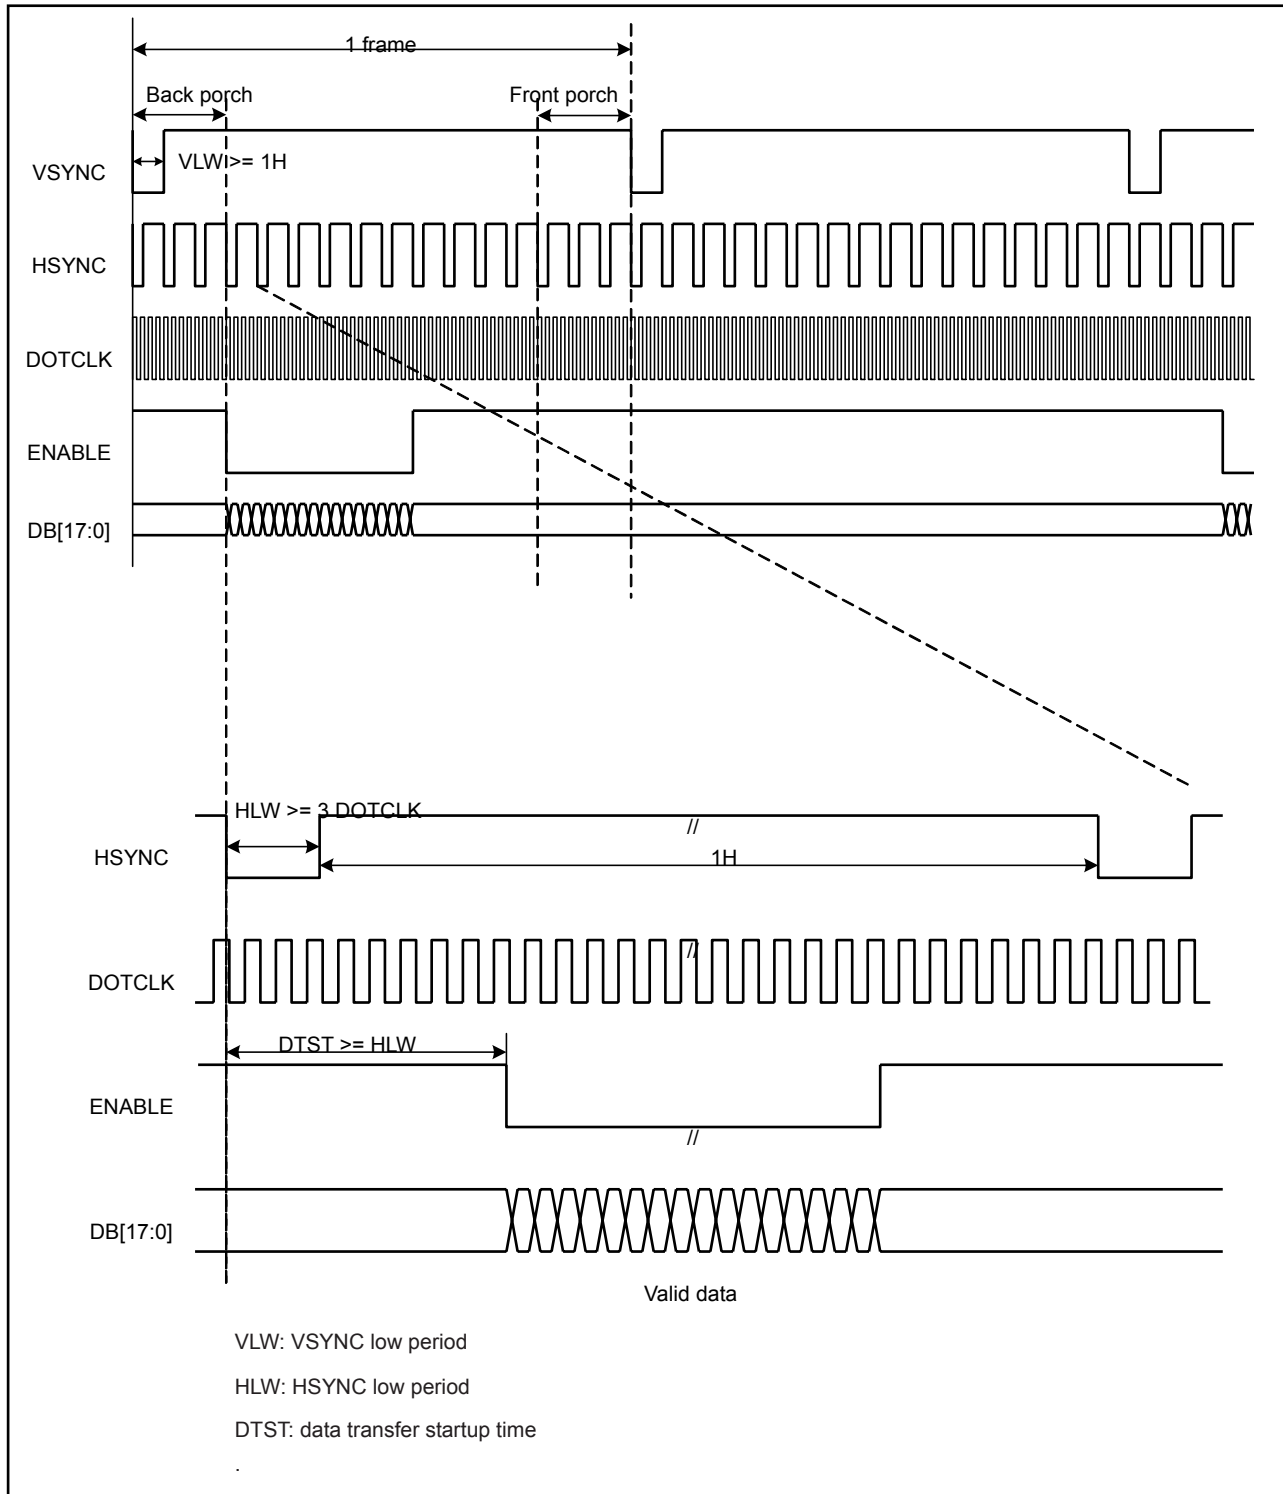 1 frame
Back porch
Front porch
VLW >= 1H
VSYNC
HSYNC
DOTCLK
ENABLE
DB[17:0]
HLW >= 3 DOTCLK
//
HSYNC
1H
//
DOTCLK
DTST >= HLW
ENABLE
//
DB[17:0]
Valid data
VLW: VSYNC low period
HLW: HSYNC low period
DTST: data transfer startup time
.